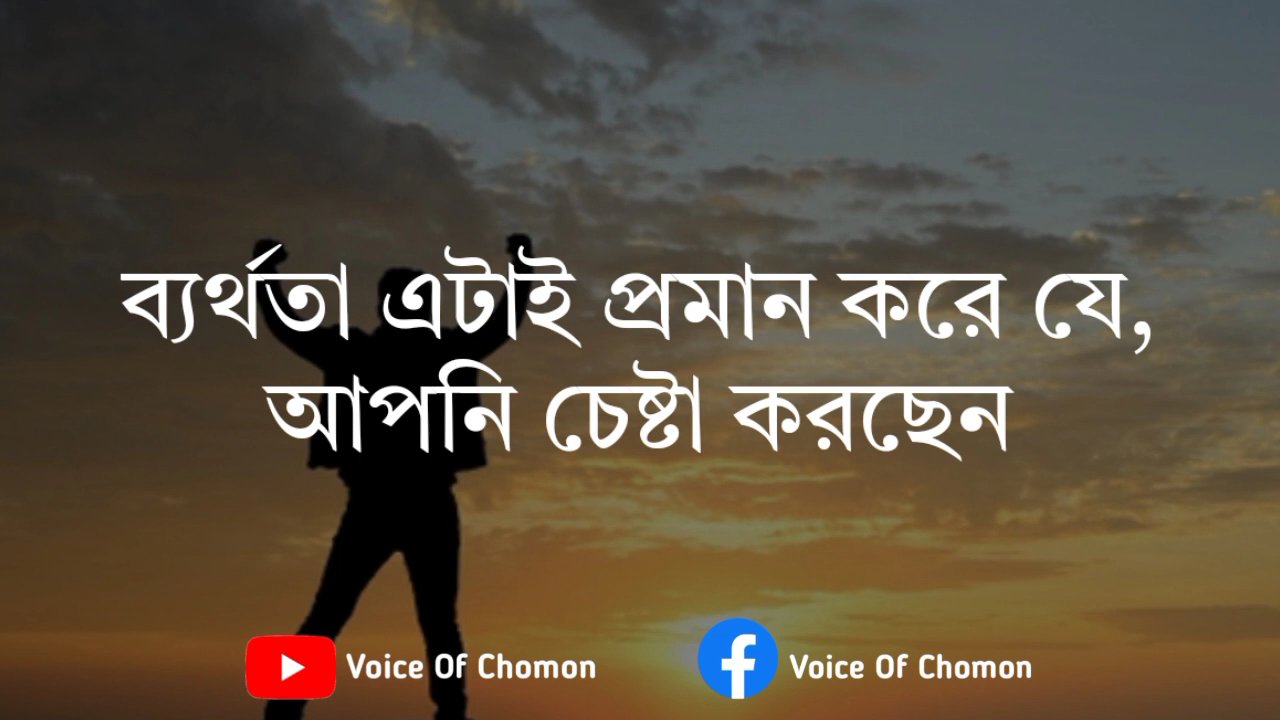 ব্যর্থতা এটাই প্রমান করে যে,
আপনি চেষ্টা করছেন
Voice Of Chomon Voice Of Chomon